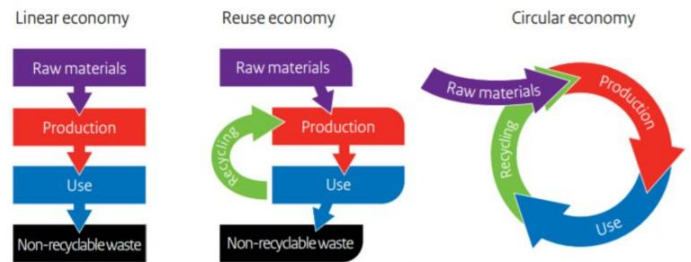 Linear economy
Raw materials
Production
Use
Non-recyclable waste
Reuse economy
Raw materials
Production
Recycling
Use
Non-recyclable waste
Circular economy
Raw materials
Production
Recycling
Use